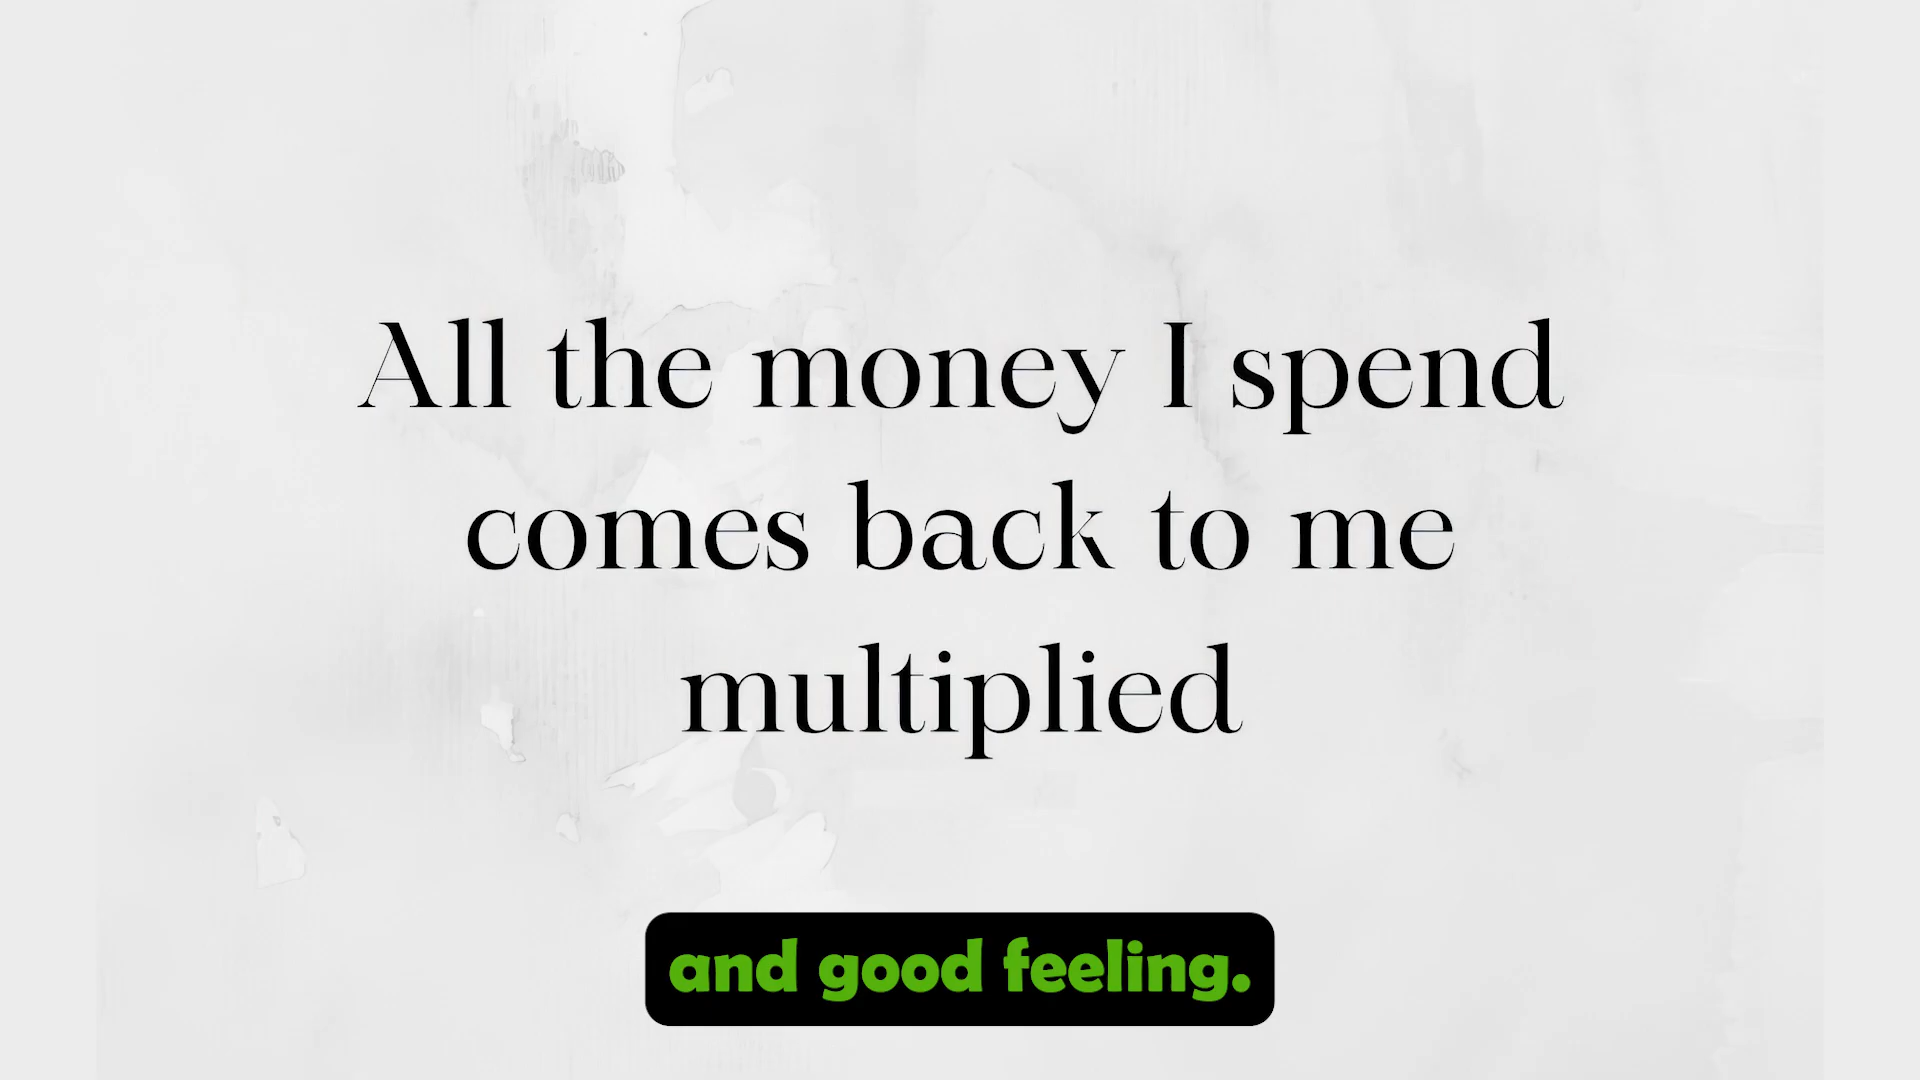 All the money I spend
comes back to me
multiplied
and good feeling.